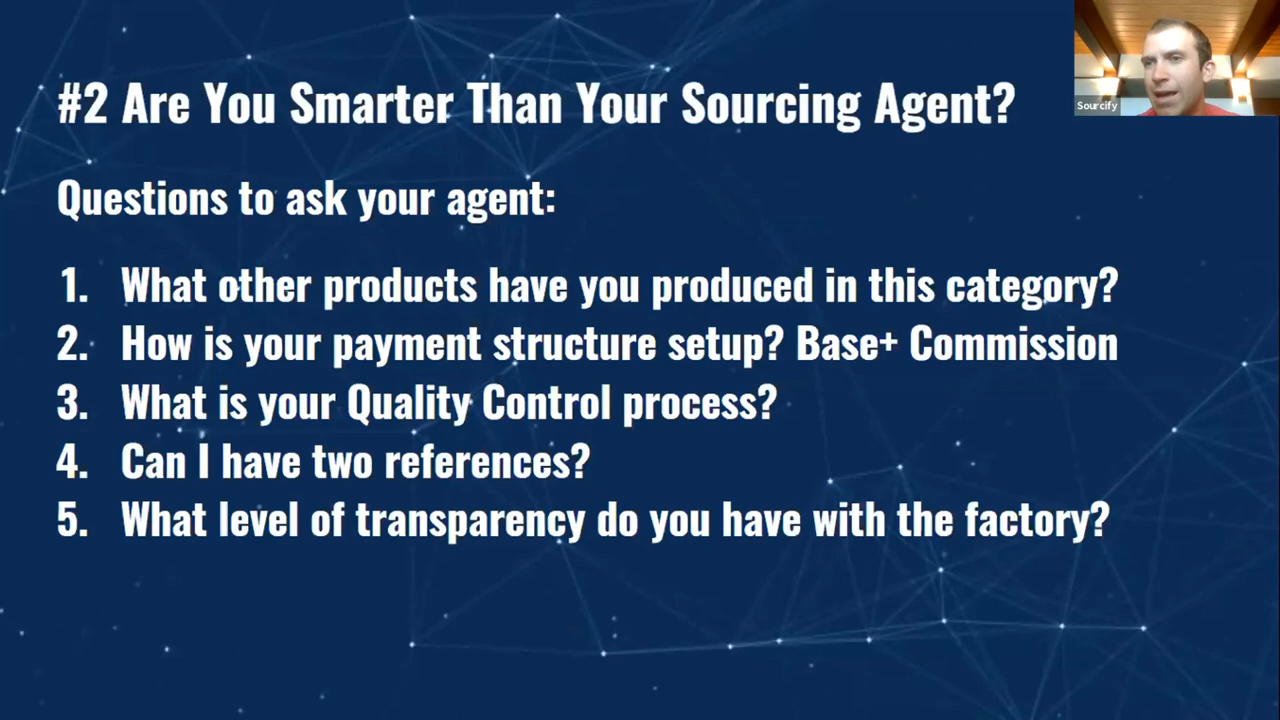 #2 Are You Smarter Than Your Sourcing Agent?
Sourcify
Questions to ask your agent:
1. What other products have you produced in this category?
2. How is your payment structure setup? Base+ Commission
3. What is your Quality Control process?
4. Can I have two references?
5. What level of transparency do you have with the factory?